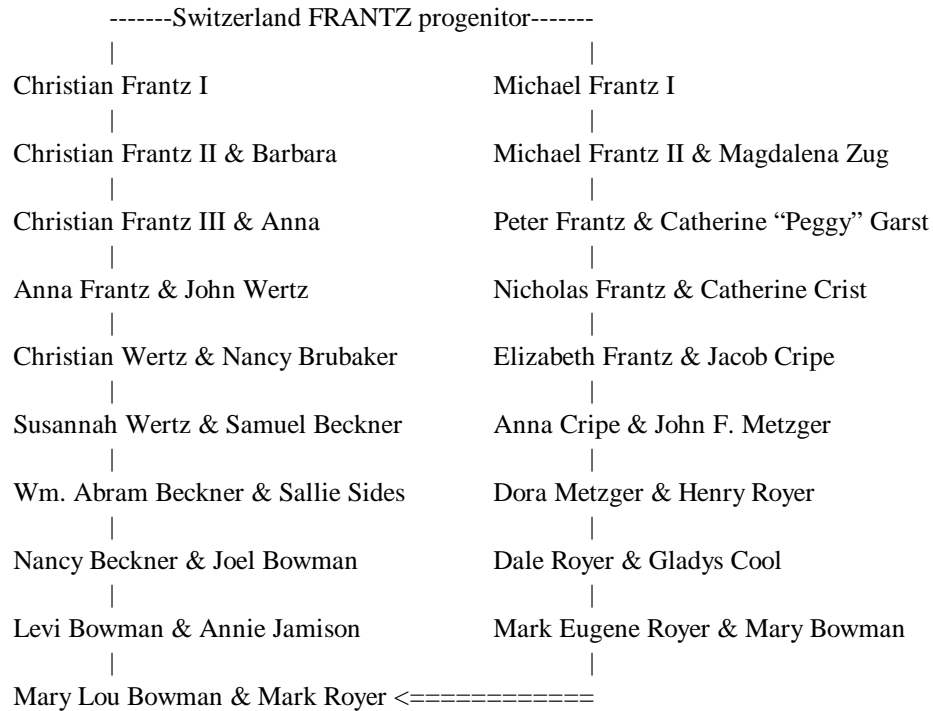 -------Switzerland FRANTZ progenitor-------
| |
Christian Frantz I Michael Frantz I
| |
Christian Frantz II & Barbara Michael Frantz II & Magdalena Zug
| |
Christian Frantz III & Anna Peter Frantz & Catherine “Peggy” Garst
| |
Anna Frantz & John Wertz Nicholas Frantz & Catherine Crist
| |
Christian Wertz & Nancy Brubaker Elizabeth Frantz & Jacob Cripe
| |
Susannah Wertz & Samuel Beckner Anna Cripe & John F. Metzger
| |
Wm. Abram Beckner & Sallie Sides Dora Metzger & Henry Royer
| |
Nancy Beckner & Joel Bowman Dale Royer & Gladys Cool
| |
Levi Bowman & Annie Jamison Mark Eugene Royer & Mary Bowman
| |
Mary Lou Bowman & Mark Royer <============